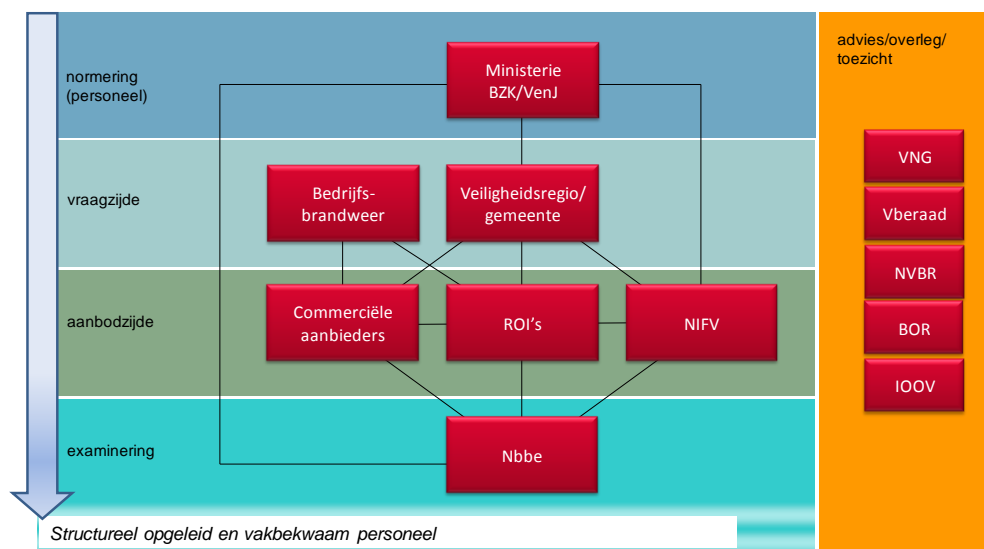 normering
(personeel)
Ministerie
BZK/VenJ
vraagzijde
Bedrijfs-
brandweer
Veiligheidsregio/
gemeente
aanbodzijde
Commerciële
aanbieders
ROI's
NIFV
examinering
Nbbe
Structureel opgeleid en vakbekwaam personeel
advies/overleg/
toezicht
VNG
Vberaad
NVBR
BOR
IOOV